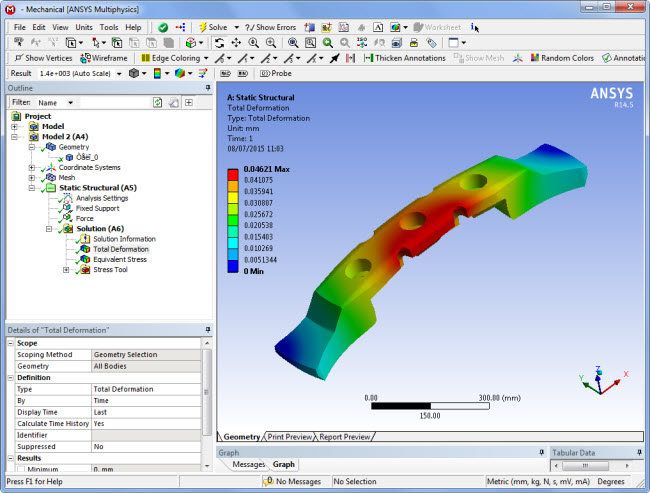 - Mechanical [ANSYS Multiphysics]
File Edit View Units Tools Help Solve ?/ Show Errors Worksheet
Show Vertices Wireframe Edge Coloring Thicken Annotations Show Mesh Random Colors Annotatio
Result 1.4e+003 (Auto Scale) Probe
Outline
Filter: Name
Project
Model
Model 2 (A4)
Geometry
Coordinate Systems
Mesh
Static Structural (A5)
Analysis Settings
Fixed Support
Force
Solution (A6)
Solution Information
Total Deformation
Equivalent Stress
Stress Tool
Details of "Total Deformation"
Scope
Scoping Method Geometry Selection
Geometry All Bodies
Definition
Type Total Deformation
By Time
Display Time Last
Calculate Time History Yes
Identifier
Suppressed No
Results
Minimum 0, mm
A: Static Structural
Total Deformation
Type: Total Deformation
Unit: mm
Time: 1
08/07/2015 11:03
0.04621 Max
0.041075
0.035941
0.030807
0.025672
0.020538
0.015403
0.010269
0.0051344
0 Min
ANSYS
R14.5
0.00 300.00 (mm)
150.00
X
Y
Z
Geometry Print Preview Report Preview
Graph
Tabular Data
Messages Graph
Press F1 for Help 0 No Messages No Selection Metric (mm, kg, N, s, mV, mA) Degrees